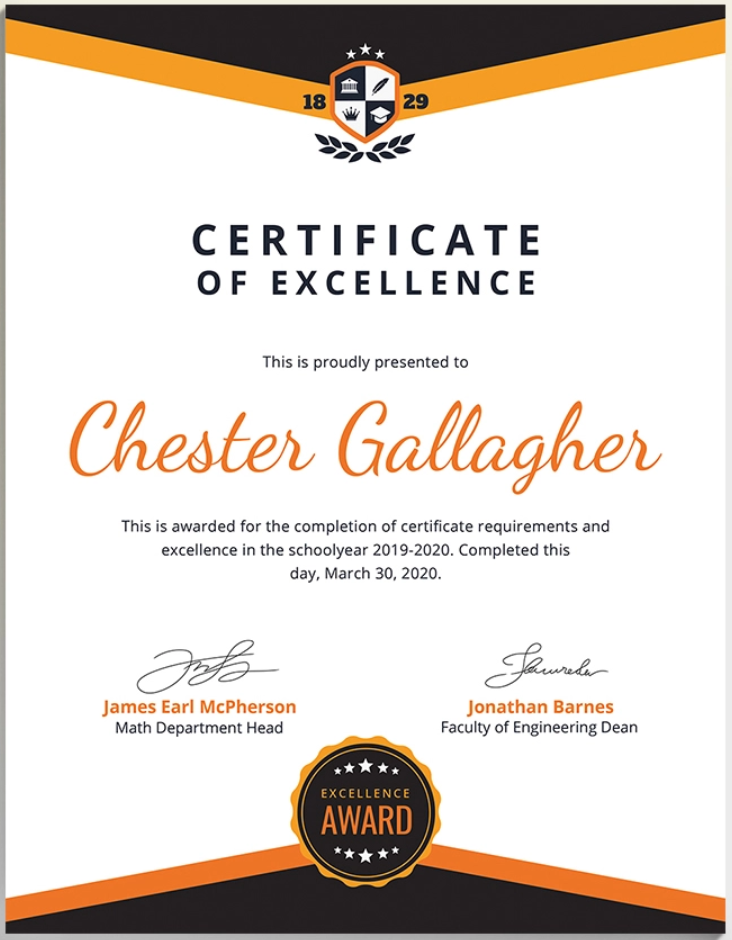 18 29
CERTIFICATE
OF EXCELLENCE
This is proudly presented to
Chester Gallagher
This is awarded for the completion of certificate requirements and
excellence in the schoolyear 2019-2020. Completed this
day, March 30, 2020.
James Earl McPherson
Math Department Head
Jonathan Barnes
Faculty of Engineering Dean
EXCELLENCE
AWARD